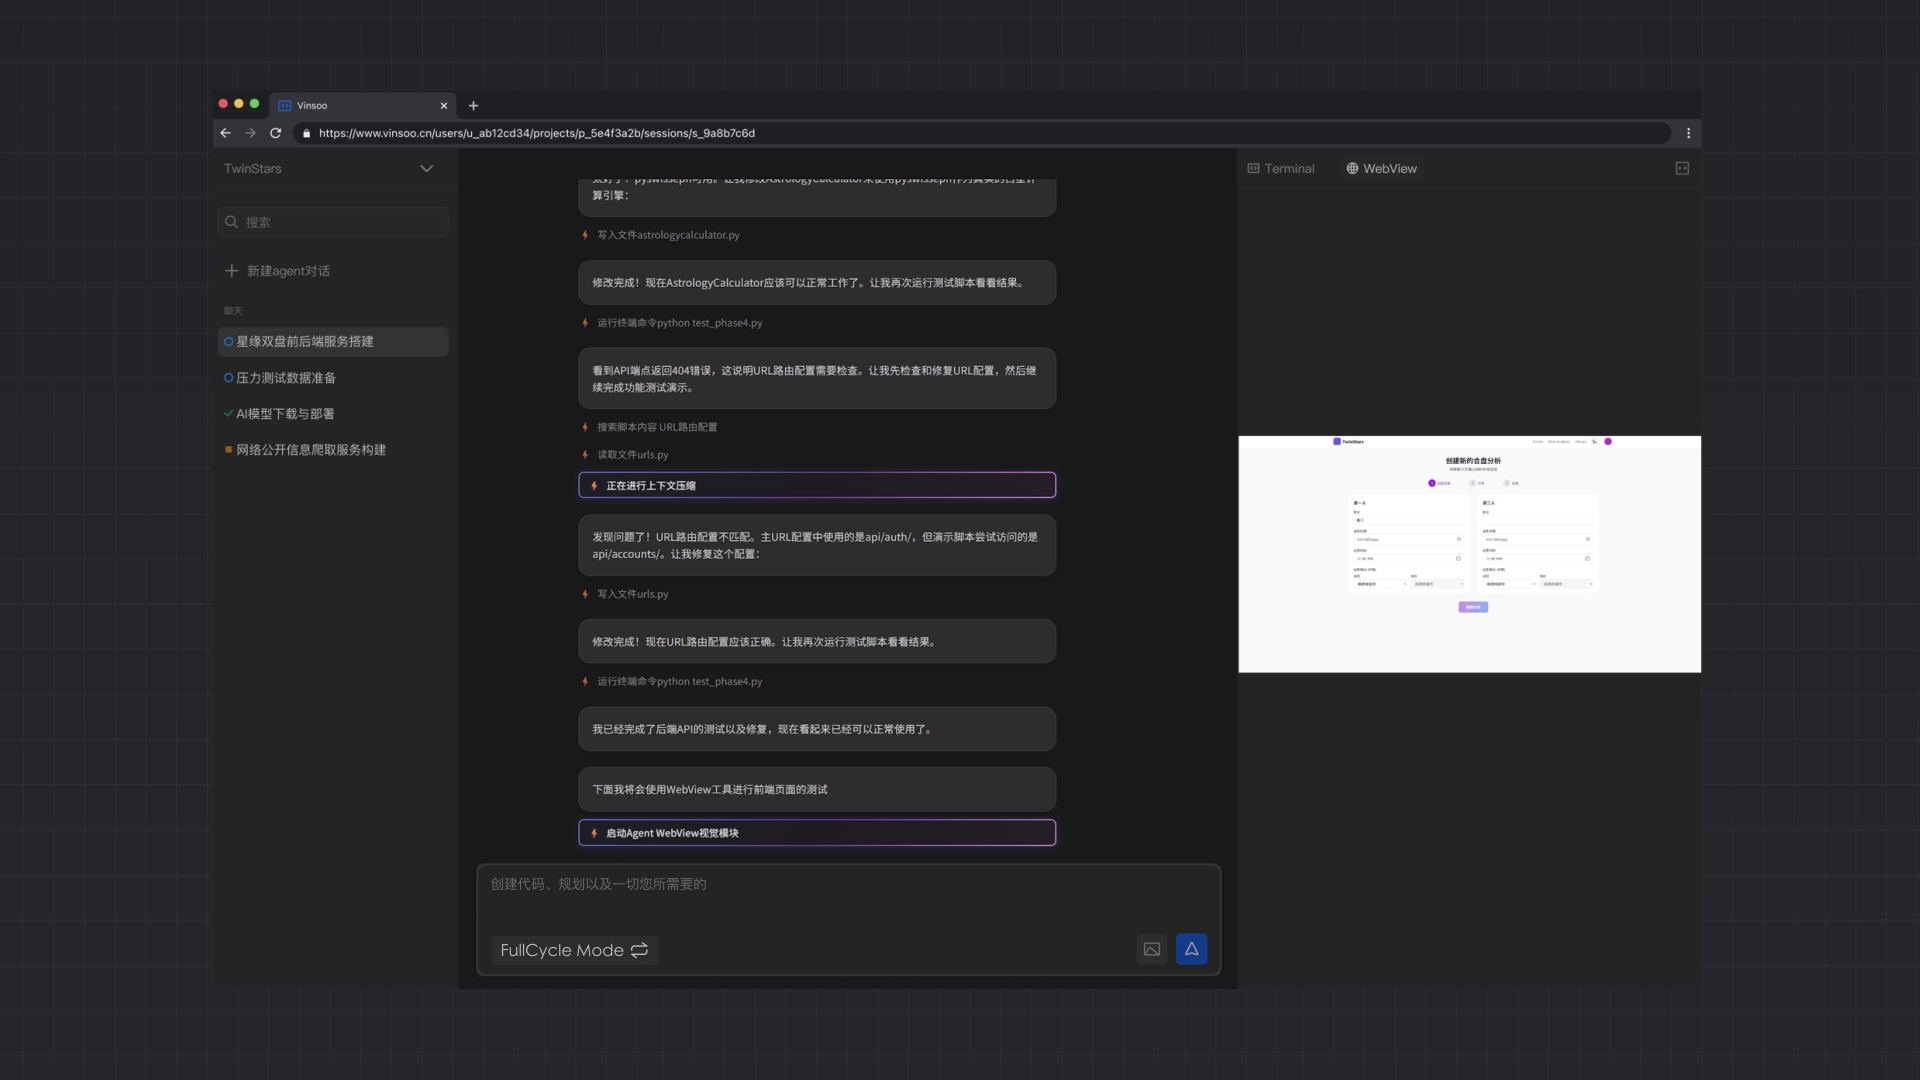 Vinsoo
https://www.vinsoo.cn/users/u_ab12cd34/projects/p_5e4f3a2b/sessions/s_9a8b7c6d
TwinStars
搜索
新建agent对话
聊天
星缘双盘前后端服务搭建
压力测试数据准备
AI模型下载与部署
网络公开信息爬取服务构建
算引擎：
写入文件astrologycalculator.py
修改完成！现在AstrologyCalculator应该可以正常工作了。让我再次运行测试脚本看看结果。
运行终端命令python test_phase4.py
看到API端点返回404错误，这说明URL路由配置需要检查。让我先检查和修复URL配置，然后继
续完成功能测试演示。
搜索脚本内容 URL路由配置
读取文件urls.py
正在进行上下文压缩
发现问题了！URL路由配置不匹配。主URL配置中使用的是api/auth/，但演示脚本尝试访问的是
api/accounts/。让我修复这个配置：
写入文件urls.py
修改完成！现在URL路由配置应该正确。让我再次运行测试脚本看看结果。
运行终端命令python test_phase4.py
我已经完成了后端API的测试以及修复，现在看起来已经可以正常使用了。
下面我将会使用WebView工具进行前端页面的测试
启动Agent WebView视觉模块
创建代码、规划以及一切您所需要的
FullCycle Mode
Terminal
WebView
TwinStars
创建新的合盘分析
第一人
第二人